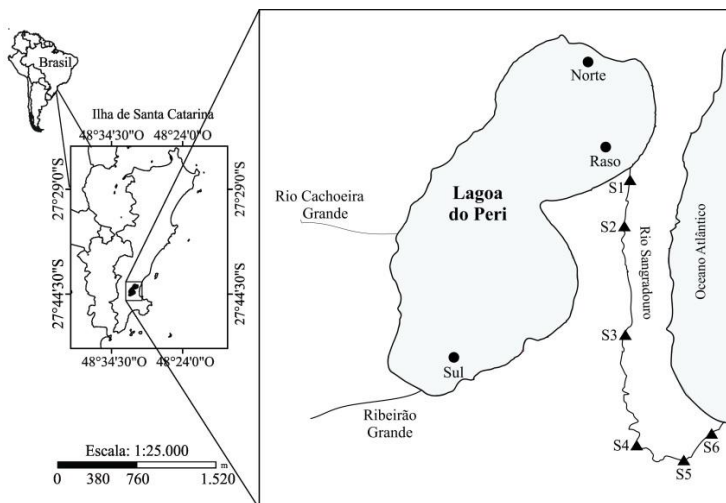 Brasil
Ilha de Santa Catarina
48°34'30"O 48°24'0"O
27°29'0"S
27°29'0"S
27°44'30"S
27°44'30"S
48°34'30"O 48°24'0"O
Escala: 1:25.000
m
0 380 760 1.520
Norte
Raso
Lagoa
do Peri
Rio Cachoeira
Grande
Sul
Ribeirão
Grande
S1
S2
Rio Sangradouro
Oceano Atlântico
S3
S4
S5
S6